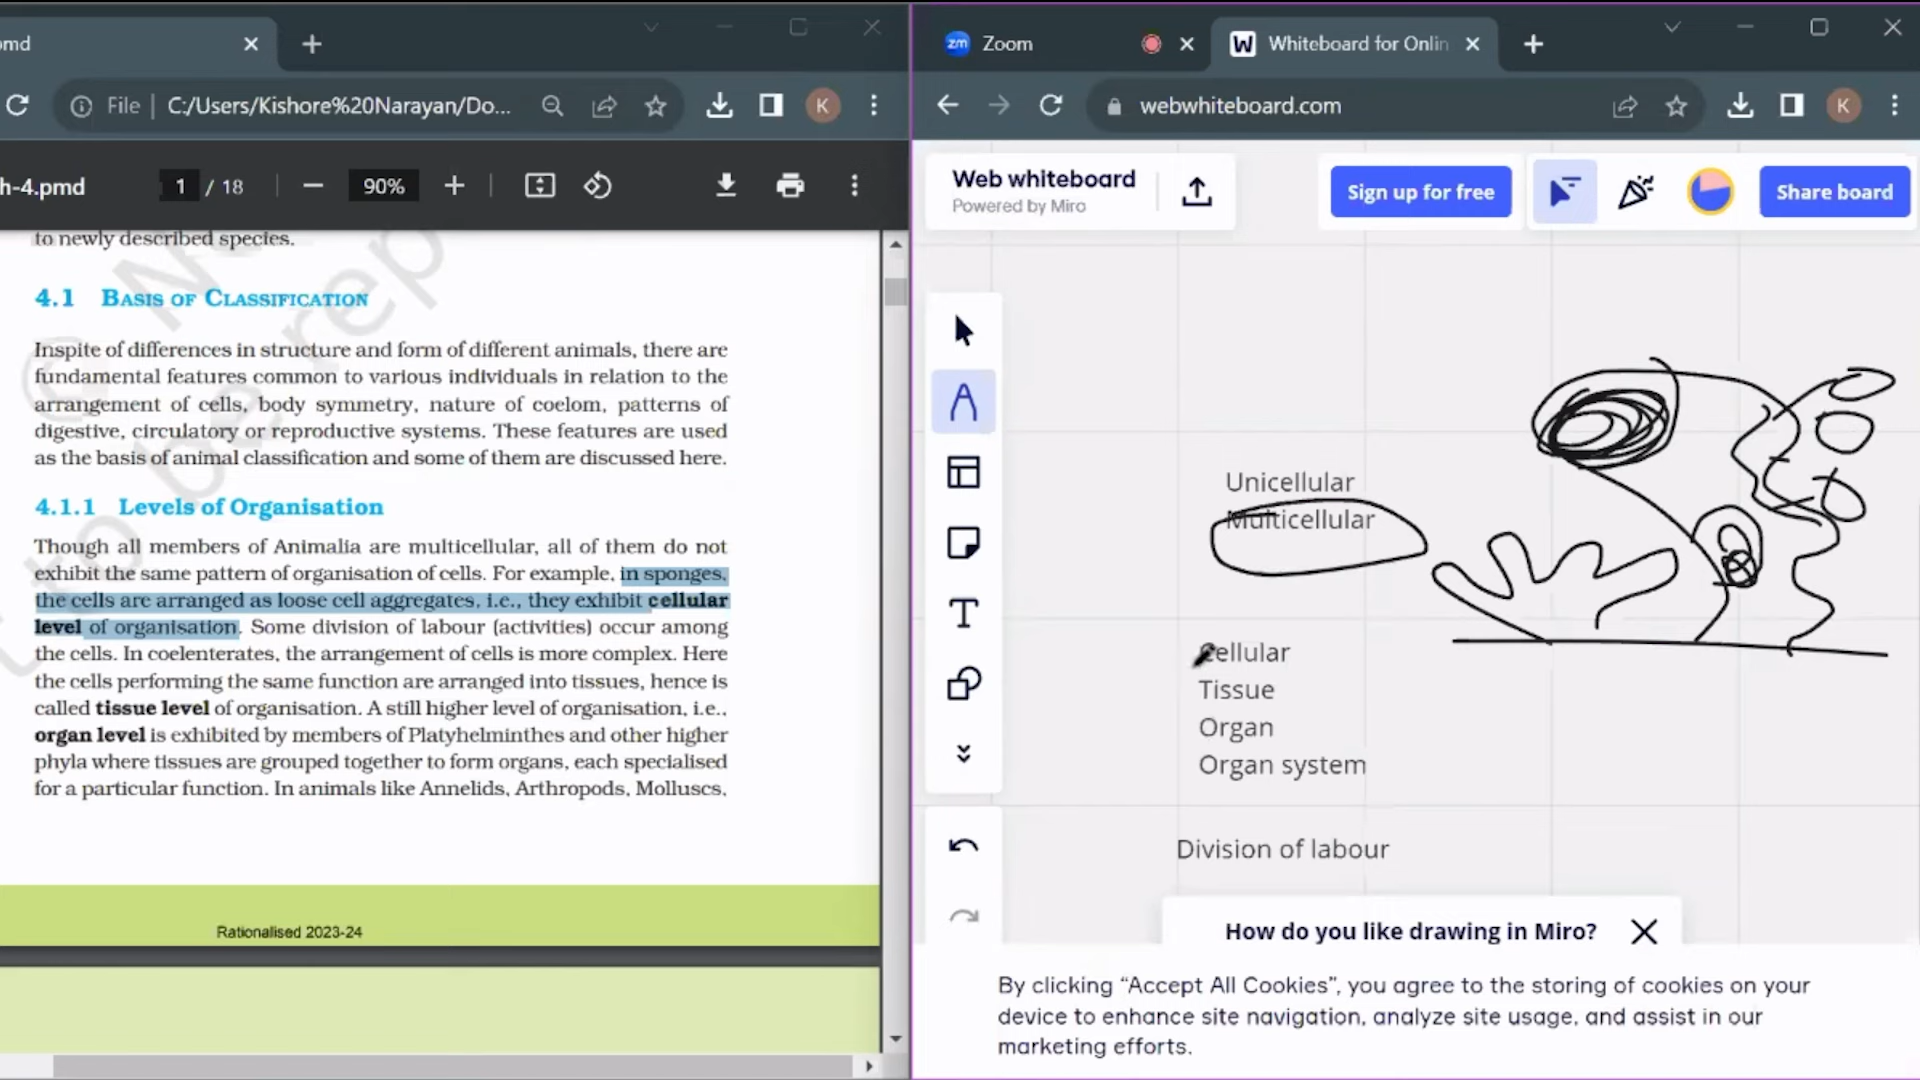 omd
Zoom
Whiteboard for Onlin
File
C:/Users/Kishore%20Narayan/Do...
K
webwhiteboard.com
K
h-4.pmd
1 / 18
90%
Web whiteboard
Powered by Miro
Sign up for free
Share board
to newly described species.
4.1 BASIS OF CLASSIFICATION
Inspite of differences in structure and form of different animals, there are
fundamental features common to various individuals in relation to the
arrangement of cells, body symmetry, nature of coelom, patterns of
digestive, circulatory or reproductive systems. These features are used
as the basis of animal classification and some of them are discussed here.
4.1.1 Levels of Organisation
Though all members of Animalia are multicellular, all of them do not
exhibit the same pattern of organisation of cells. For example, in sponges,
the cells are arranged as loose cell aggregates, i.e., they exhibit cellular
level of organisation. Some division of labour (activities) occur among
the cells. In coelenterates, the arrangement of cells is more complex. Here
the cells performing the same function are arranged into tissues, hence is
called tissue level of organisation. A still higher level of organisation, i.e.,
organ level is exhibited by members of Platyhelminthes and other higher
phyla where tissues are grouped together to form organs, each specialised
for a particular function. In animals like Annelids, Arthropods, Molluscs,
Rationalised 2023-24
Unicellular
Multicellular
Cellular
Tissue
Organ
Organ system
Division of labour
How do you like drawing in Miro?
By clicking “Accept All Cookies”, you agree to the storing of cookies on your
device to enhance site navigation, analyze site usage, and assist in our
marketing efforts.